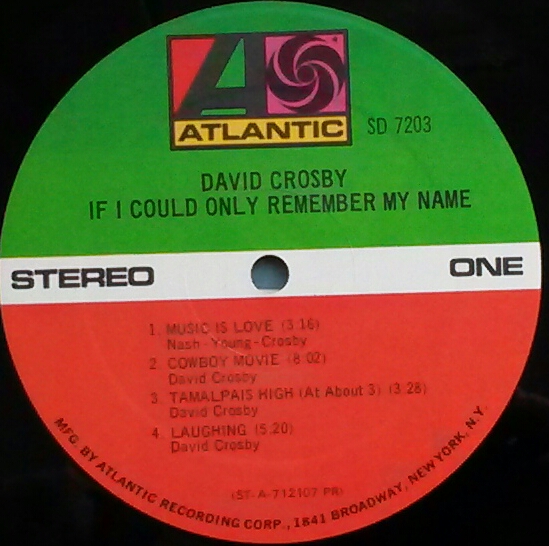 ATLANTIC
SD 7203
DAVID CROSBY
IF I COULD ONLY REMEMBER MY NAME
STEREO
ONE
1. MUSIC IS LOVE (3:16)
Nash-Young-Crosby
2. COWBOY MOVIE (8:02)
David Crosby
3. TAMALPAIS HIGH (At About 3) (3:28)
David Crosby
4. LAUGHING (5:20)
David Crosby
(ST-A-712107 PR)
MFG. BY ATLANTIC RECORDING CORP., 1841 BROADWAY, NEW YORK, N.Y.